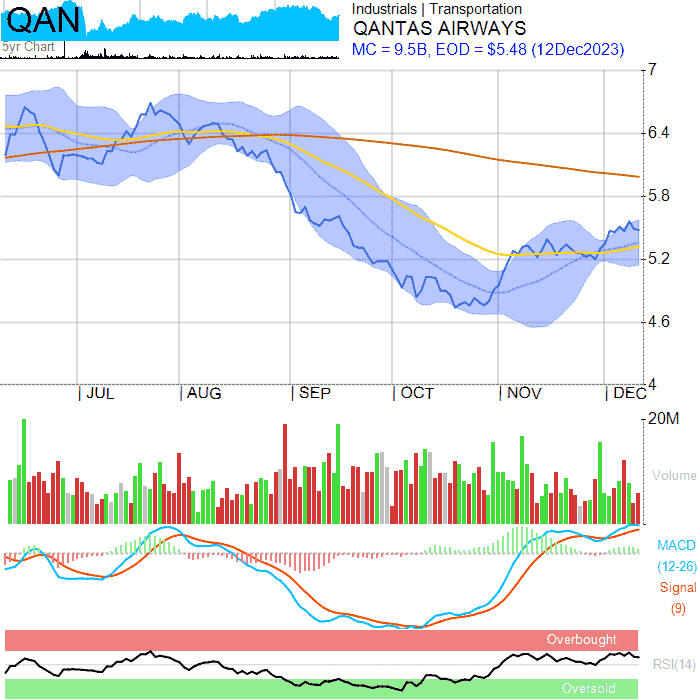 QAN
5yr Chart
Industrials | Transportation
QANTAS AIRWAYS
MC = 9.5B, EOD = $5.48 (12Dec2023)
7
6.4
5.8
5.2
4.6
4
| JUL
| AUG
| SEP
| OCT
| NOV
| DEC
20M
Volume
MACD
(12-26)
Signal
(9)
Overbought
RSI(14)
Oversold